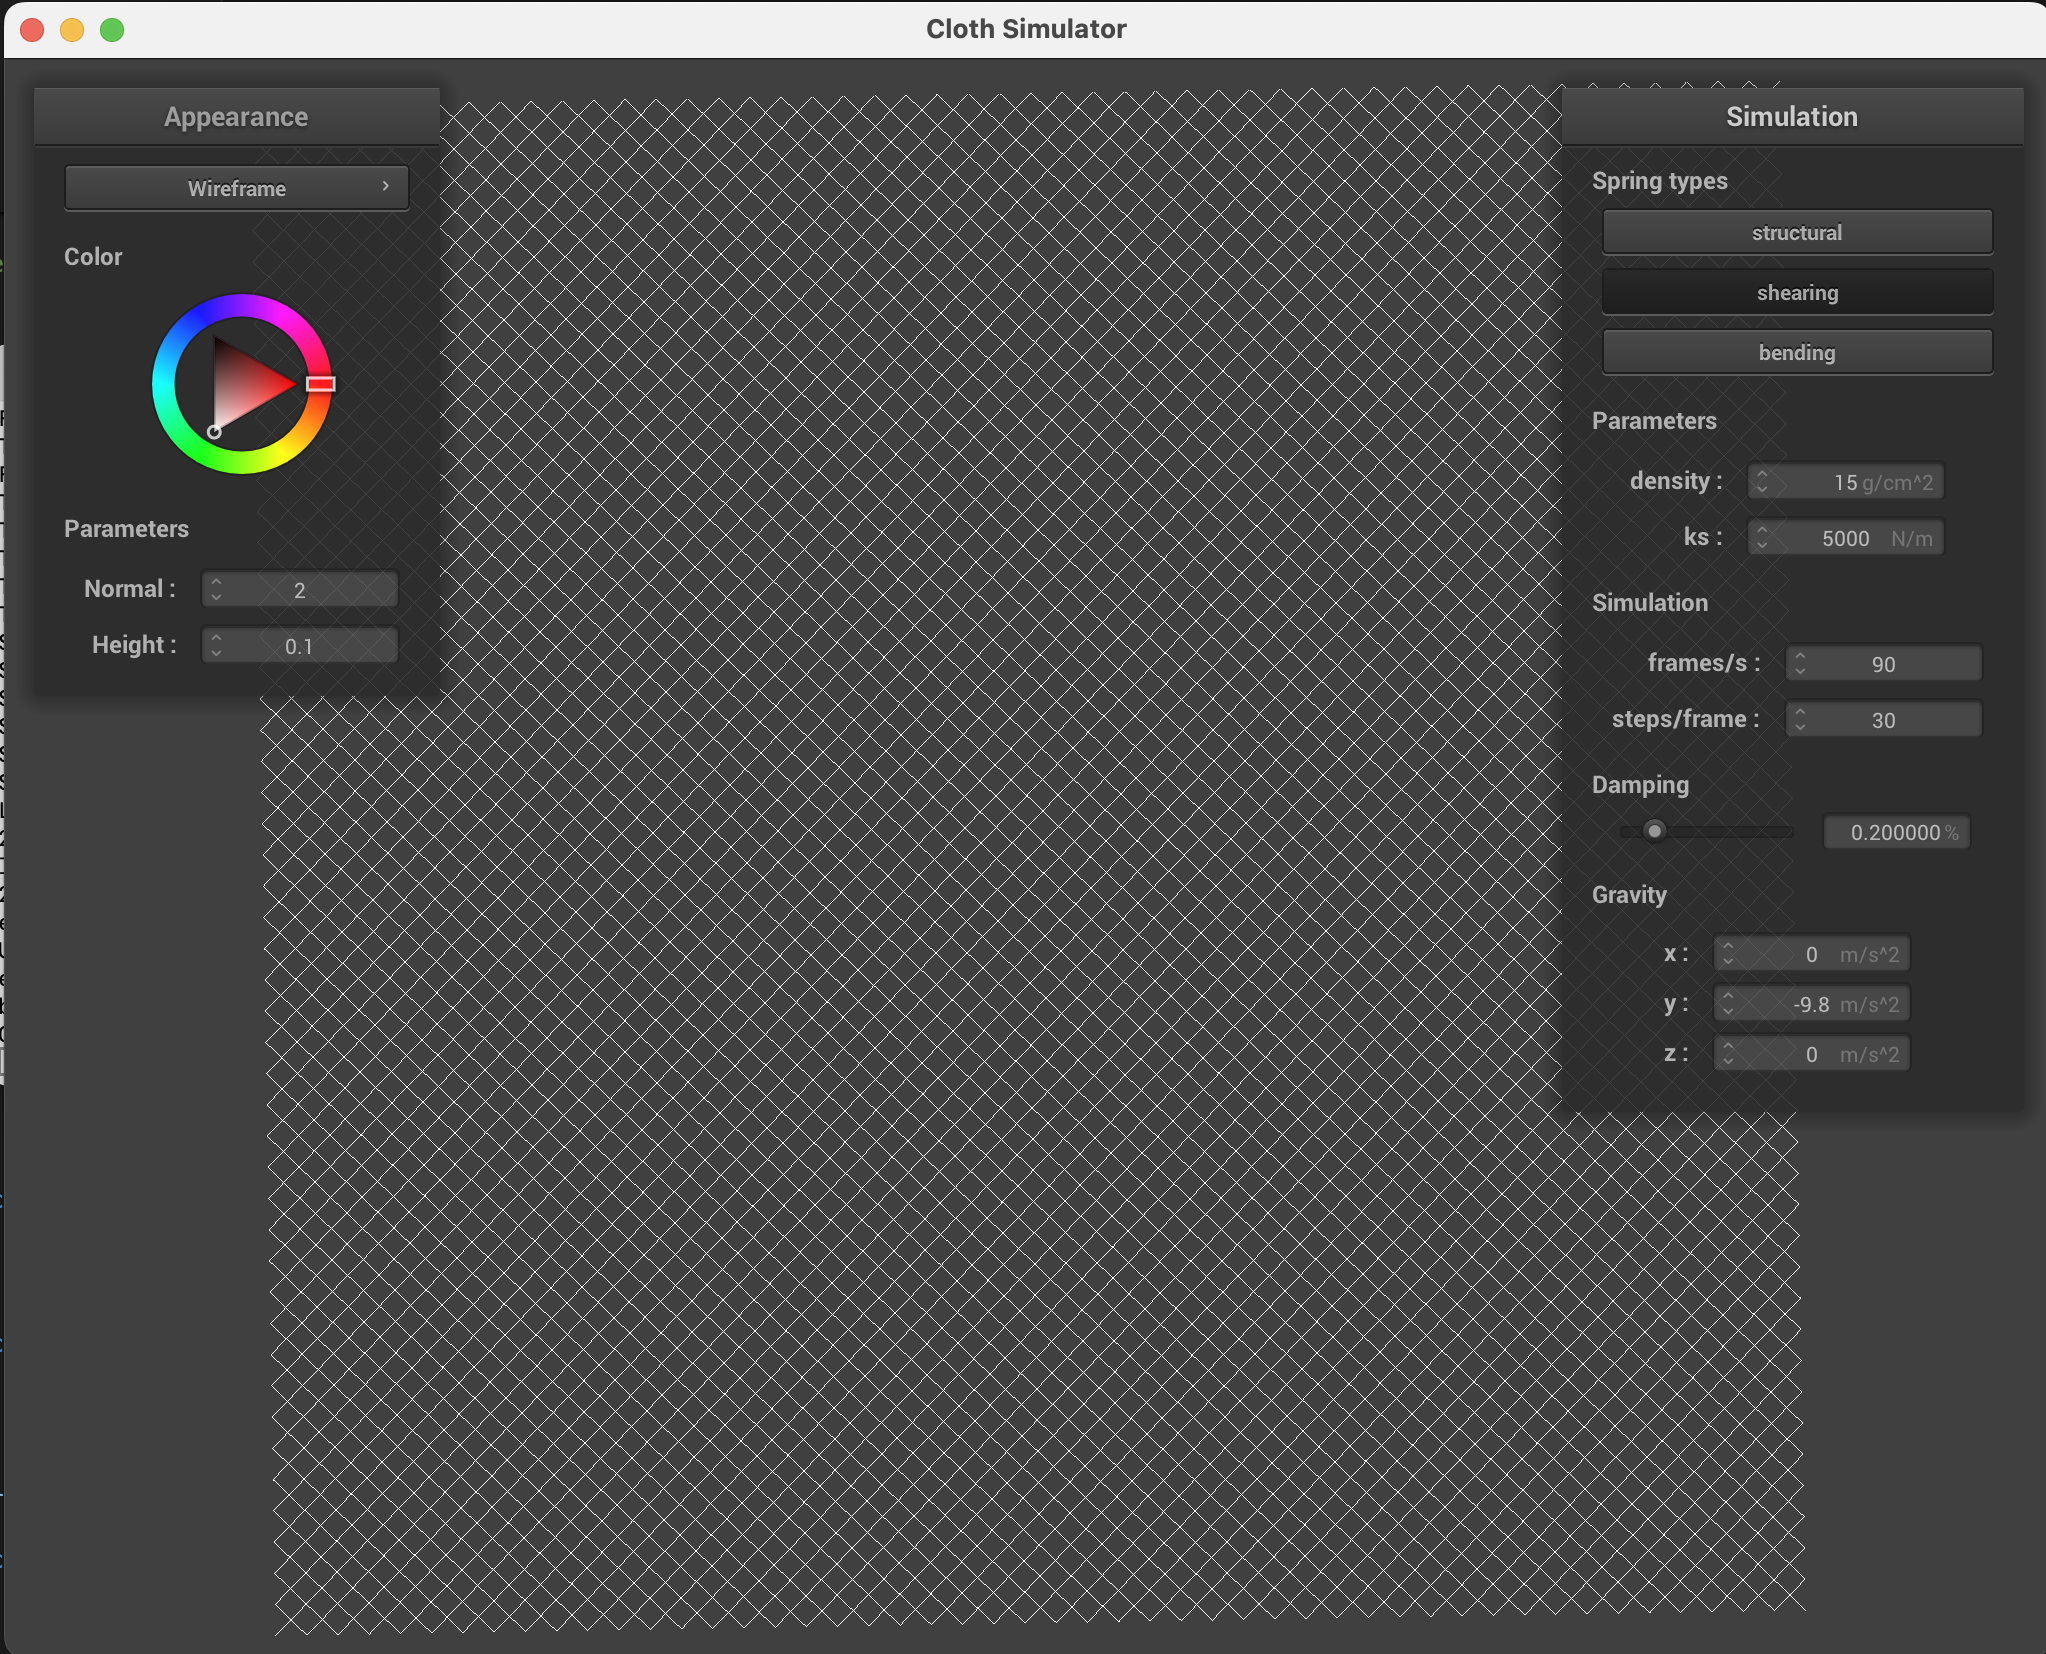 Cloth Simulator
Appearance
Wireframe
Color
Parameters
Normal : 2
Height : 0.1
Simulation
Spring types
structural
shearing
bending
Parameters
density : 15 g/cm^2
ks : 5000 N/m
Simulation
frames/s : 90
steps/frame : 30
Damping
0.200000 %
Gravity
x : 0 m/s^2
y : -9.8 m/s^2
z : 0 m/s^2